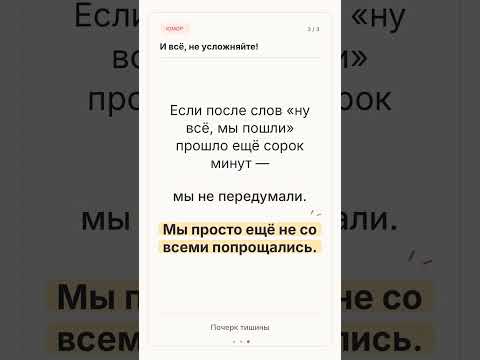 ЮМОР
3 / 3
И всё, не усложняйте!
Если после слов «ну
всё, мы пошли»
прошло ещё сорок
минут —
мы не передумали.
Мы просто ещё не со
всеми попрощались.
Почерк тишины